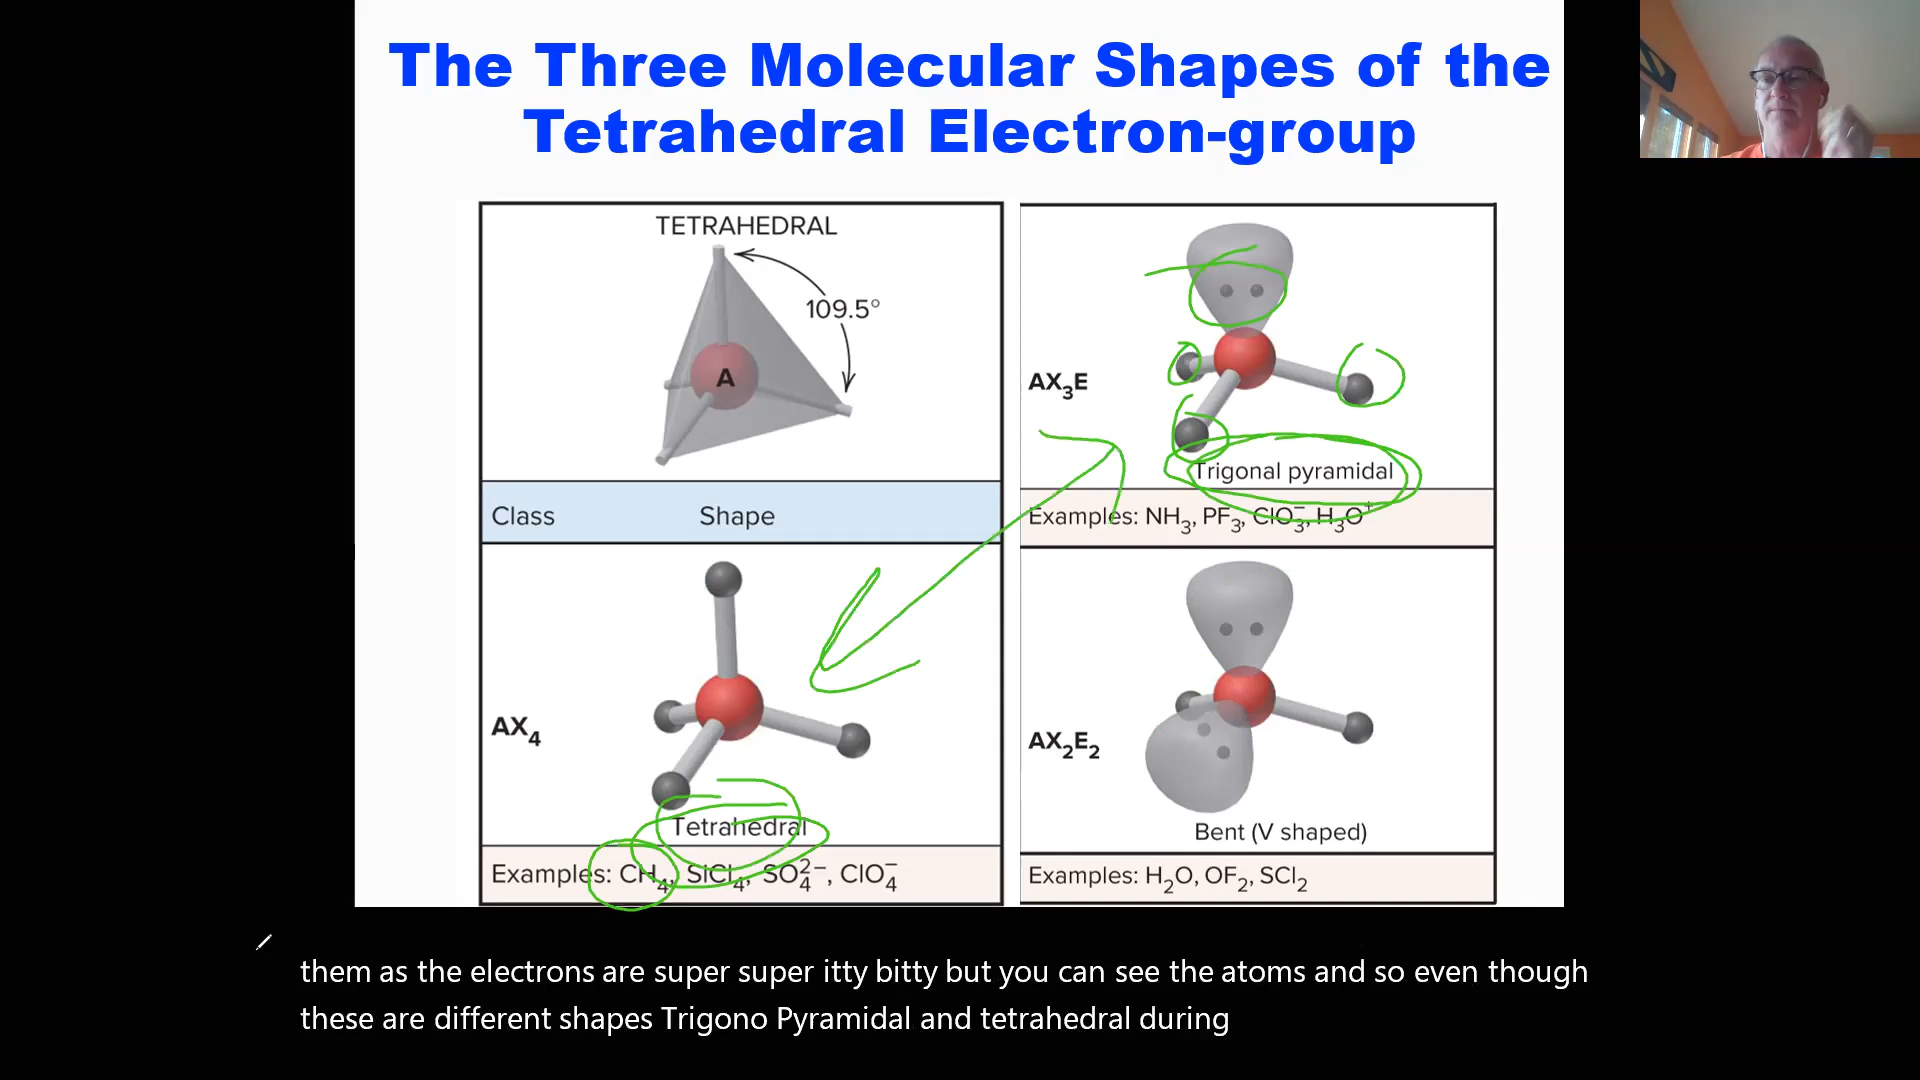 The Three Molecular Shapes of the
Tetrahedral Electron-group
TETRAHEDRAL
109.5°
A
Class Shape
AX₄
Tetrahedral
Examples: CH₄, SiCl₄, SO₄²⁻, ClO₄⁻
AX₃E
Trigonal pyramidal
Examples: NH₃, PF₃, ClO₃⁻, H₃O⁺
AX₂E₂
Bent (V shaped)
Examples: H₂O, OF₂, SCl₂
them as the electrons are super super itty bitty but you can see the atoms and so even though
these are different shapes Trigono Pyramidal and tetrahedral during